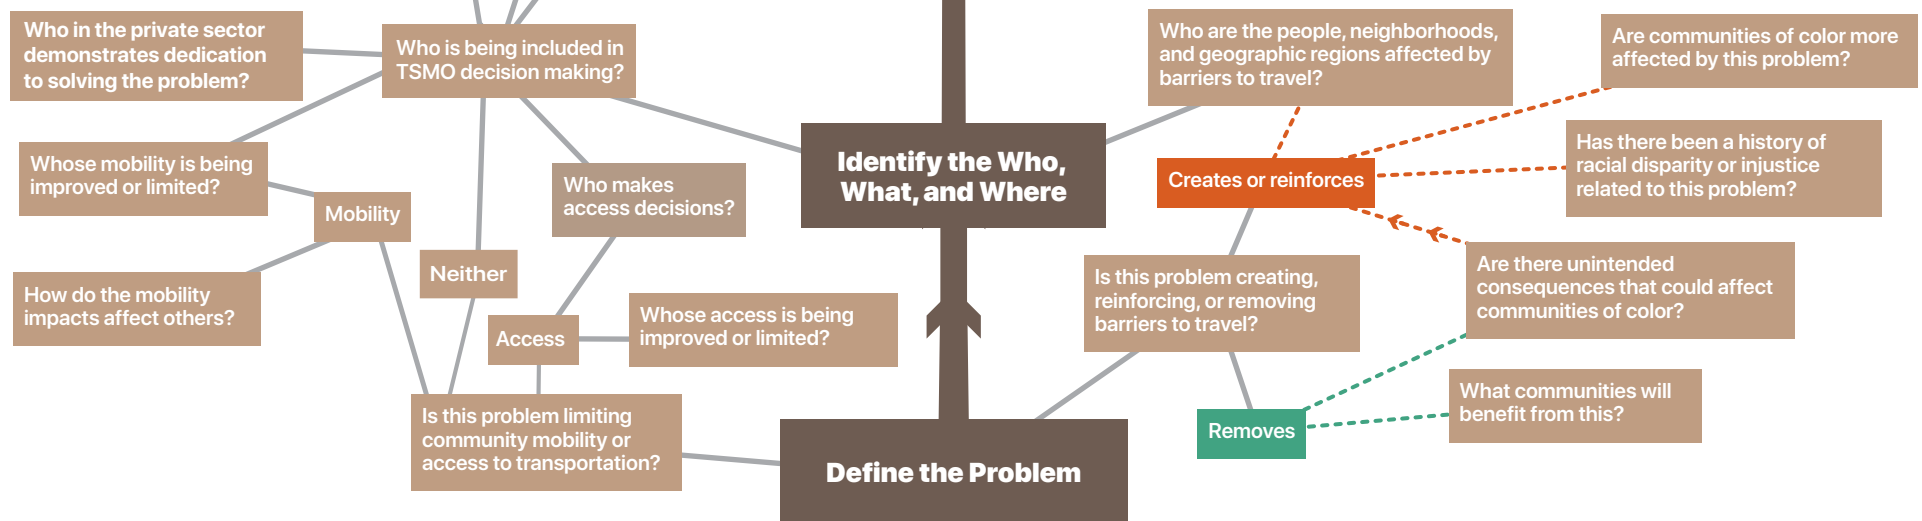 Who in the private sector
demonstrates dedication
to solving the problem?
Who is being included in
TSMO decision making?
Who are the people, neighborhoods,
and geographic regions affected by
barriers to travel?
Are communities of color more
affected by this problem?
Whose mobility is being
improved or limited?
Mobility
Who makes
access decisions?
Identify the Who,
What, and Where
Creates or reinforces
Has there been a history of
racial disparity or injustice
related to this problem?
How do the mobility
impacts affect others?
Neither
Access
Whose access is being
improved or limited?
Is this problem creating,
reinforcing, or removing
barriers to travel?
Are there unintended
consequences that could affect
communities of color?
Is this problem limiting
community mobility or
access to transportation?
Define the Problem
Removes
What communities will
benefit from this?